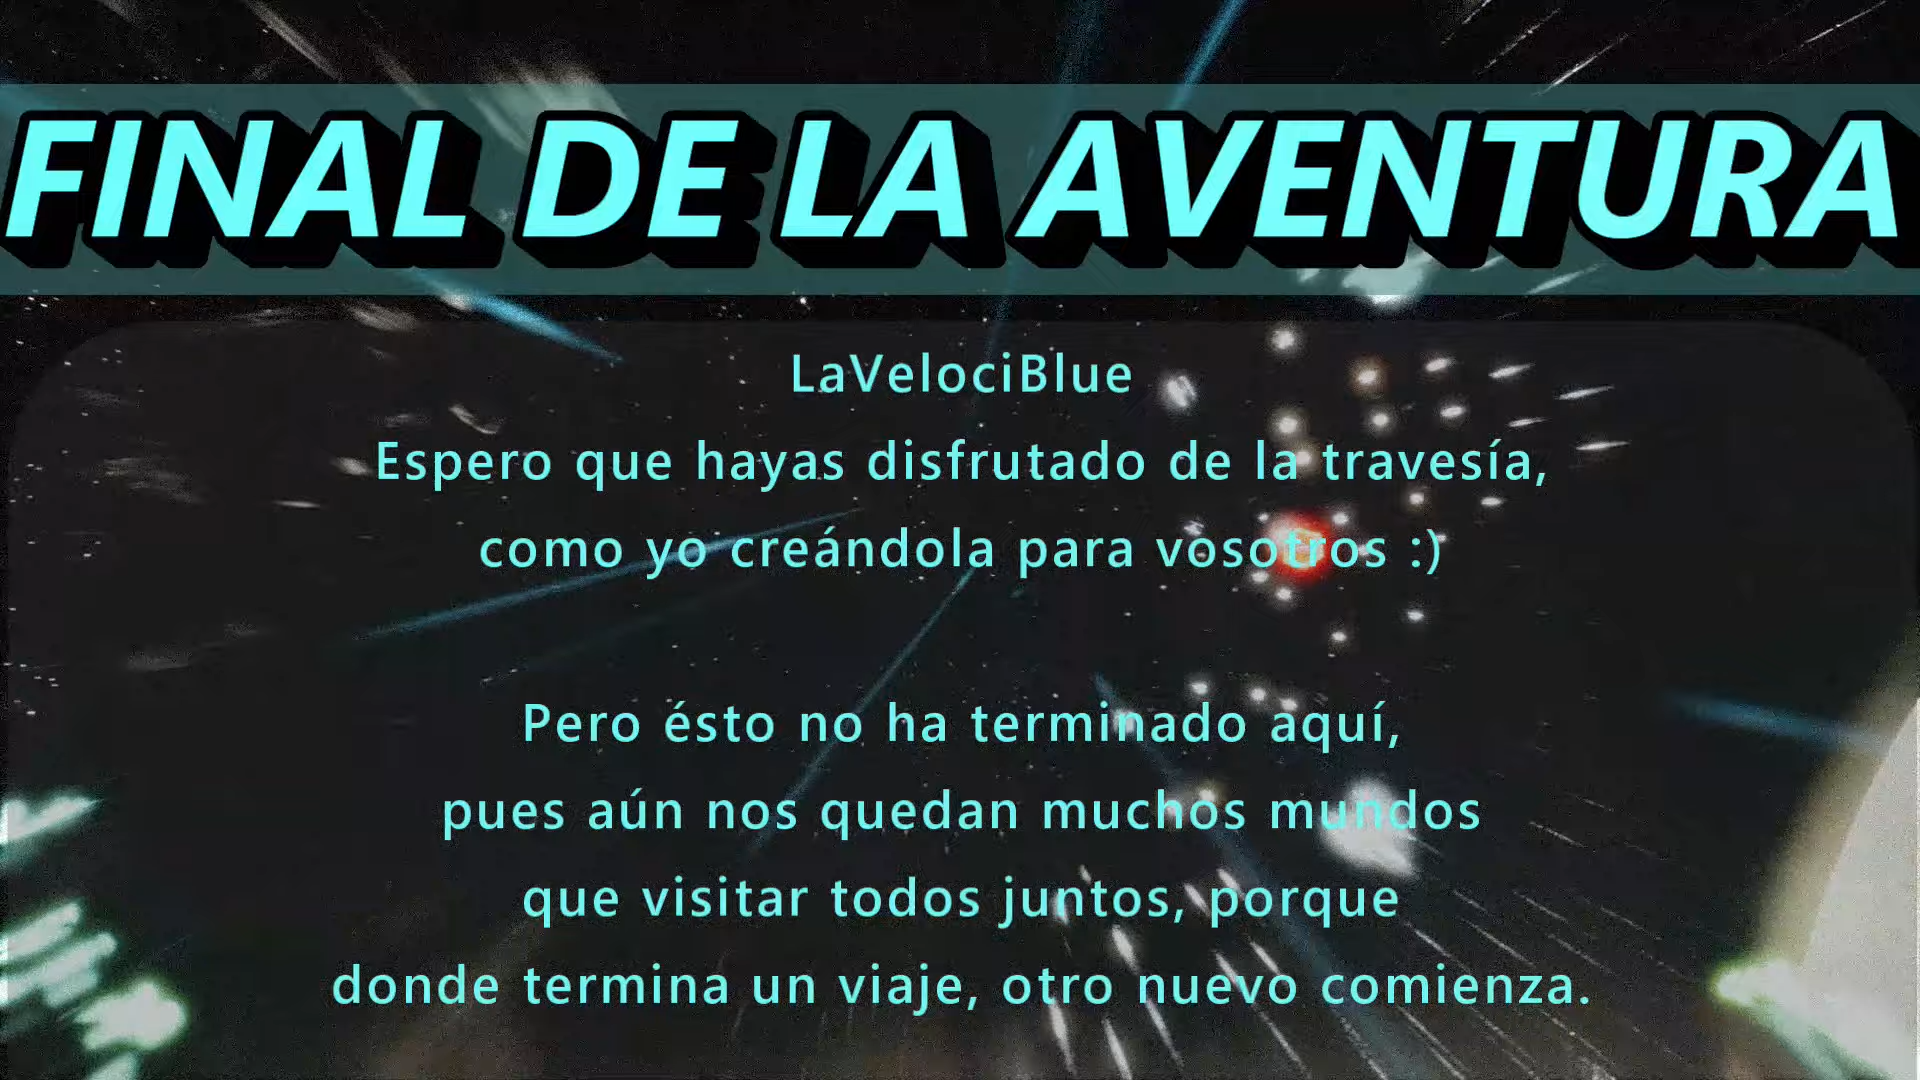 FINAL DE LA AVENTURA
LaVelociBlue
Espero que hayas disfrutado de la travesía,
como yo creándola para vosotros :)
Pero ésto no ha terminado aquí,
pues aún nos quedan muchos mundos
que visitar todos juntos, porque
donde termina un viaje, otro nuevo comienza.